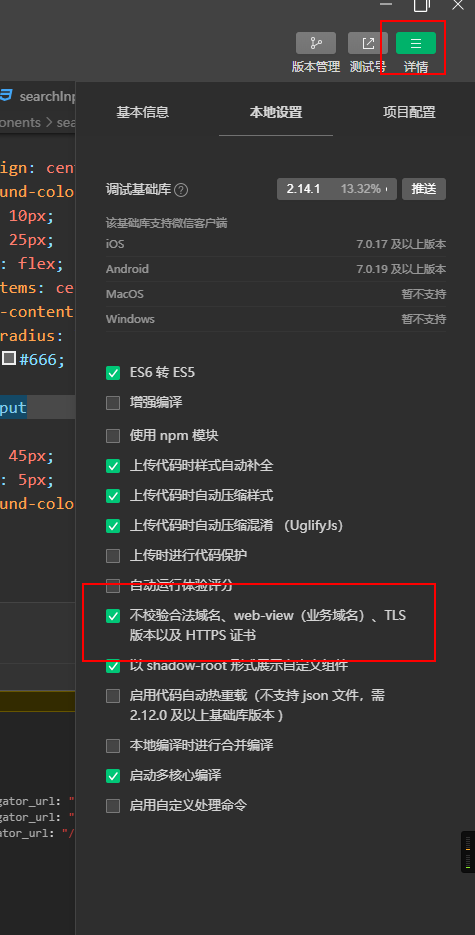 版本管理 测试号 详情
searchInp
onents > sea
基本信息 本地设置 项目配置
ign: cent
und-colo
10px;
25px;
: flex;
tems: ce
-content
radius:
#666;
put
45px;
: 5px;
und-colo
调试基础库 ? 2.14.1 13.32% 推送
该基础库支持微信客户端
iOS 7.0.17 及以上版本
Android 7.0.19 及以上版本
MacOS 暂不支持
Windows 暂不支持
ES6 转 ES5
增强编译
使用 npm 模块
上传代码时样式自动补全
上传代码时自动压缩样式
上传代码时自动压缩混淆 （UglifyJs）
上传时进行代码保护
自动运行体验评分
不校验合法域名、web-view（业务域名）、TLS
版本以及 HTTPS 证书
以 shadow-root 形式展示自定义组件
启用代码自动热重载（不支持 json 文件，需
2.12.0 及以上基础库版本 ）
本地编译时进行合并编译
启动多核心编译
启用自定义处理命令
gator_url: "
gator_url: "
ator_url: "/